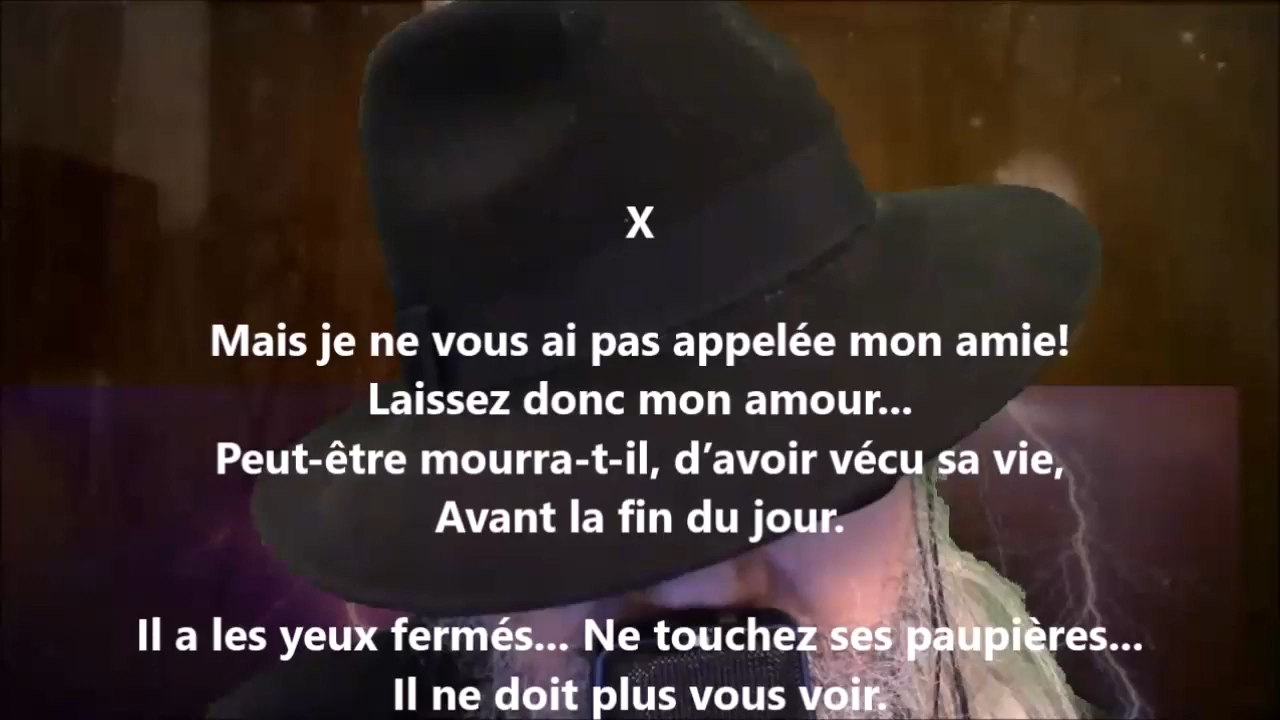 X
Mais je ne vous ai pas appelée mon amie!
Laissez donc mon amour...
Peut-être mourra-t-il, d’avoir vécu sa vie,
Avant la fin du jour.
Il a les yeux fermés... Ne touchez ses paupières...
Il ne doit plus vous voir.